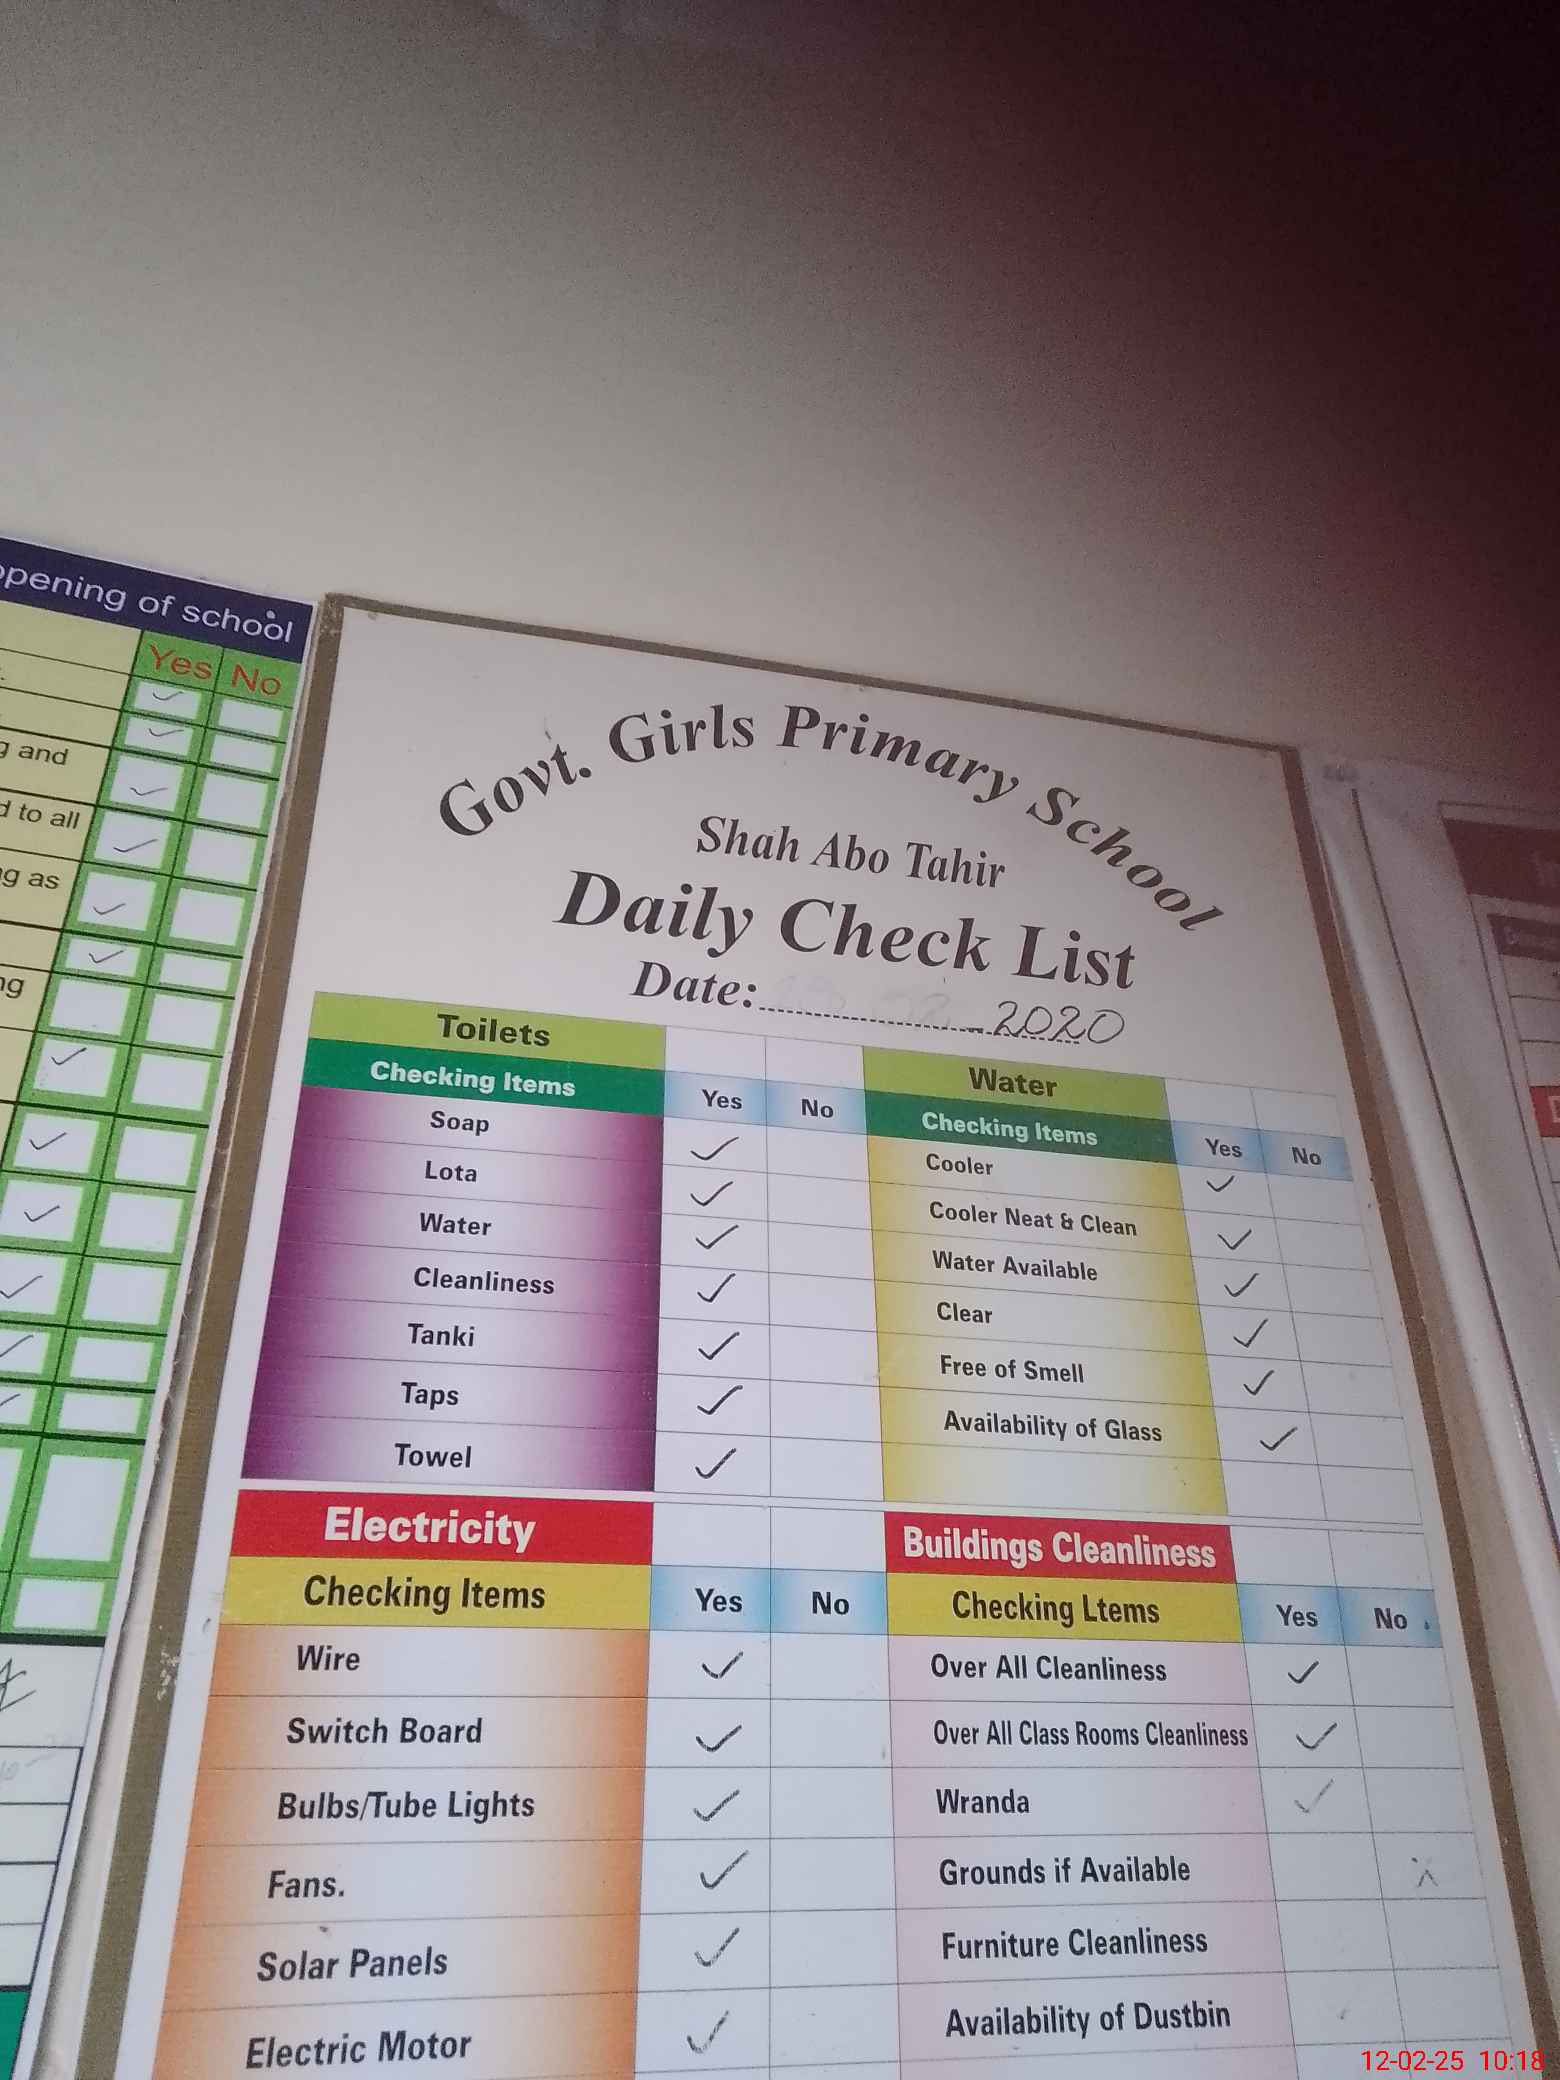 opening of school
Yes No
g and
d to all
ng as
ng
Govt. Girls Primary School
Shah Abo Tahir
Daily Check List
Date: 2020
Toilets
Checking Items Yes No
Soap ✓
Lota ✓
Water ✓
Cleanliness ✓
Tanki ✓
Taps ✓
Towel ✓
Water
Checking Items Yes No
Cooler ✓
Cooler Neat & Clean ✓
Water Available ✓
Clear ✓
Free of Smell ✓
Availability of Glass ✓
Electricity
Checking Items Yes No
Wire ✓
Switch Board ✓
Bulbs/Tube Lights ✓
Fans. ✓
Solar Panels ✓
Electric Motor ✓
Buildings Cleanliness
Checking Ltems Yes No
Over All Cleanliness ✓
Over All Class Rooms Cleanliness ✓
Wranda ✓
Grounds if Available
Furniture Cleanliness
Availability of Dustbin
12-02-25 10:18